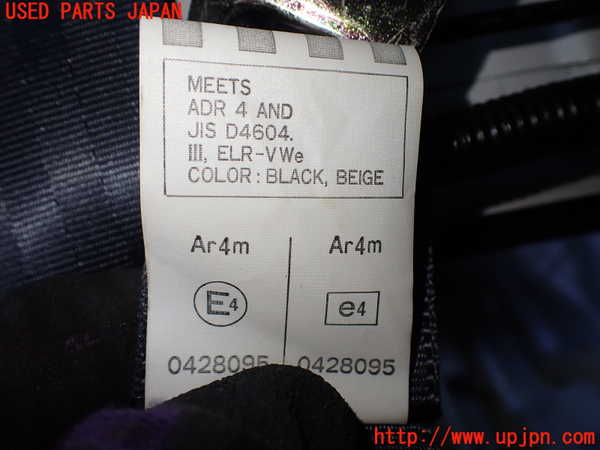 USED PARTS JAPAN
MEETS
ADR 4 AND
JIS D4604.
III, ELR-VWe
COLOR: BLACK, BEIGE
Ar4m Ar4m
E4 e4
0428095 0428095
http://www.upjpn.com